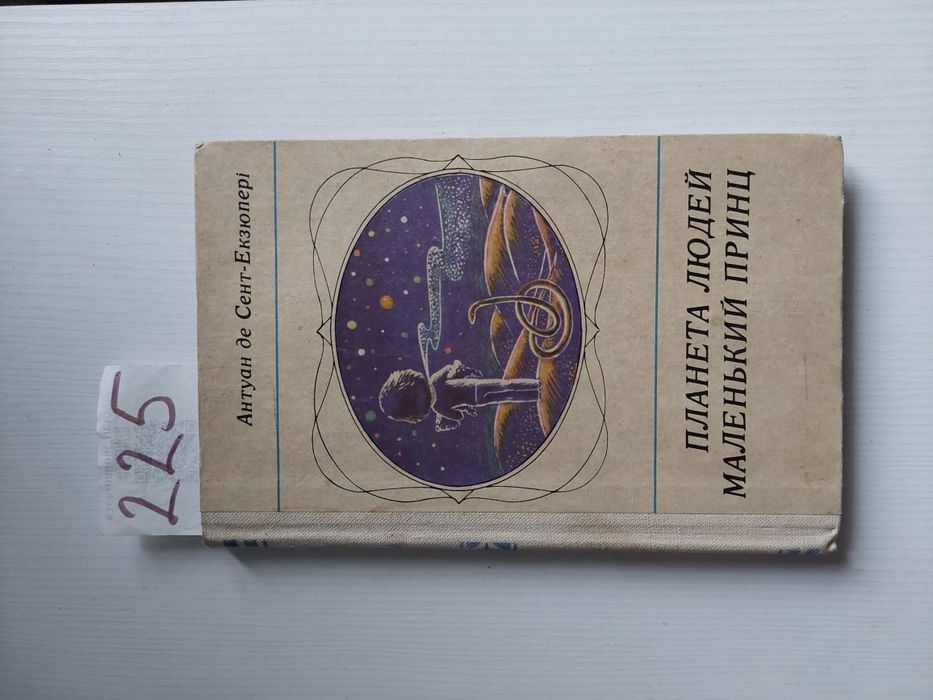 225
Антуан де Сент-Екзюпері
ПЛАНЕТА ЛЮДЕЙ
МАЛЕНЬКИЙ ПРИНЦ